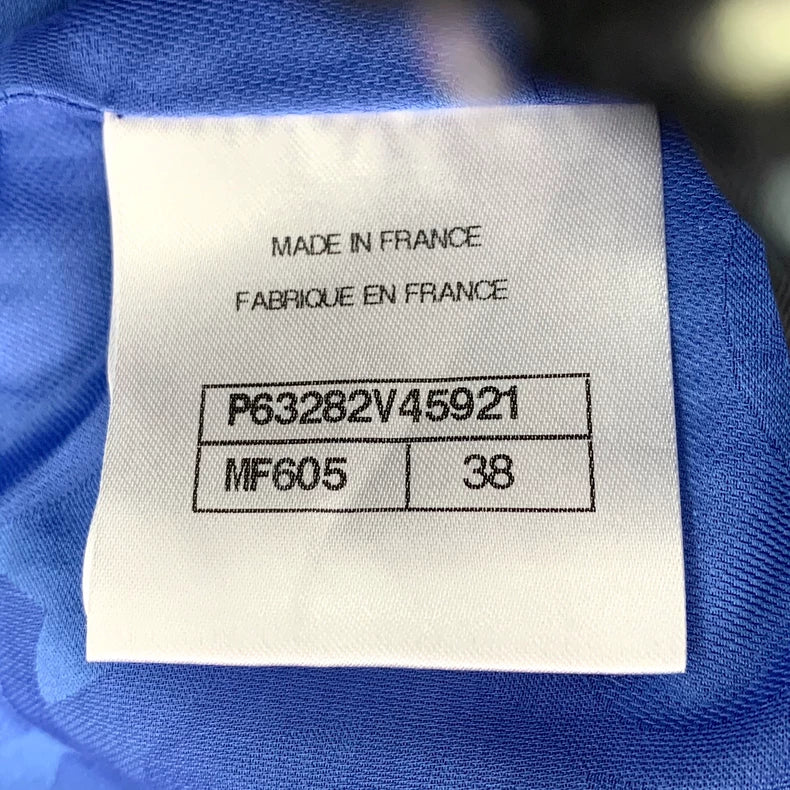 MADE IN FRANCE
FABRIQUE EN FRANCE
P63282V45921
MF605 38